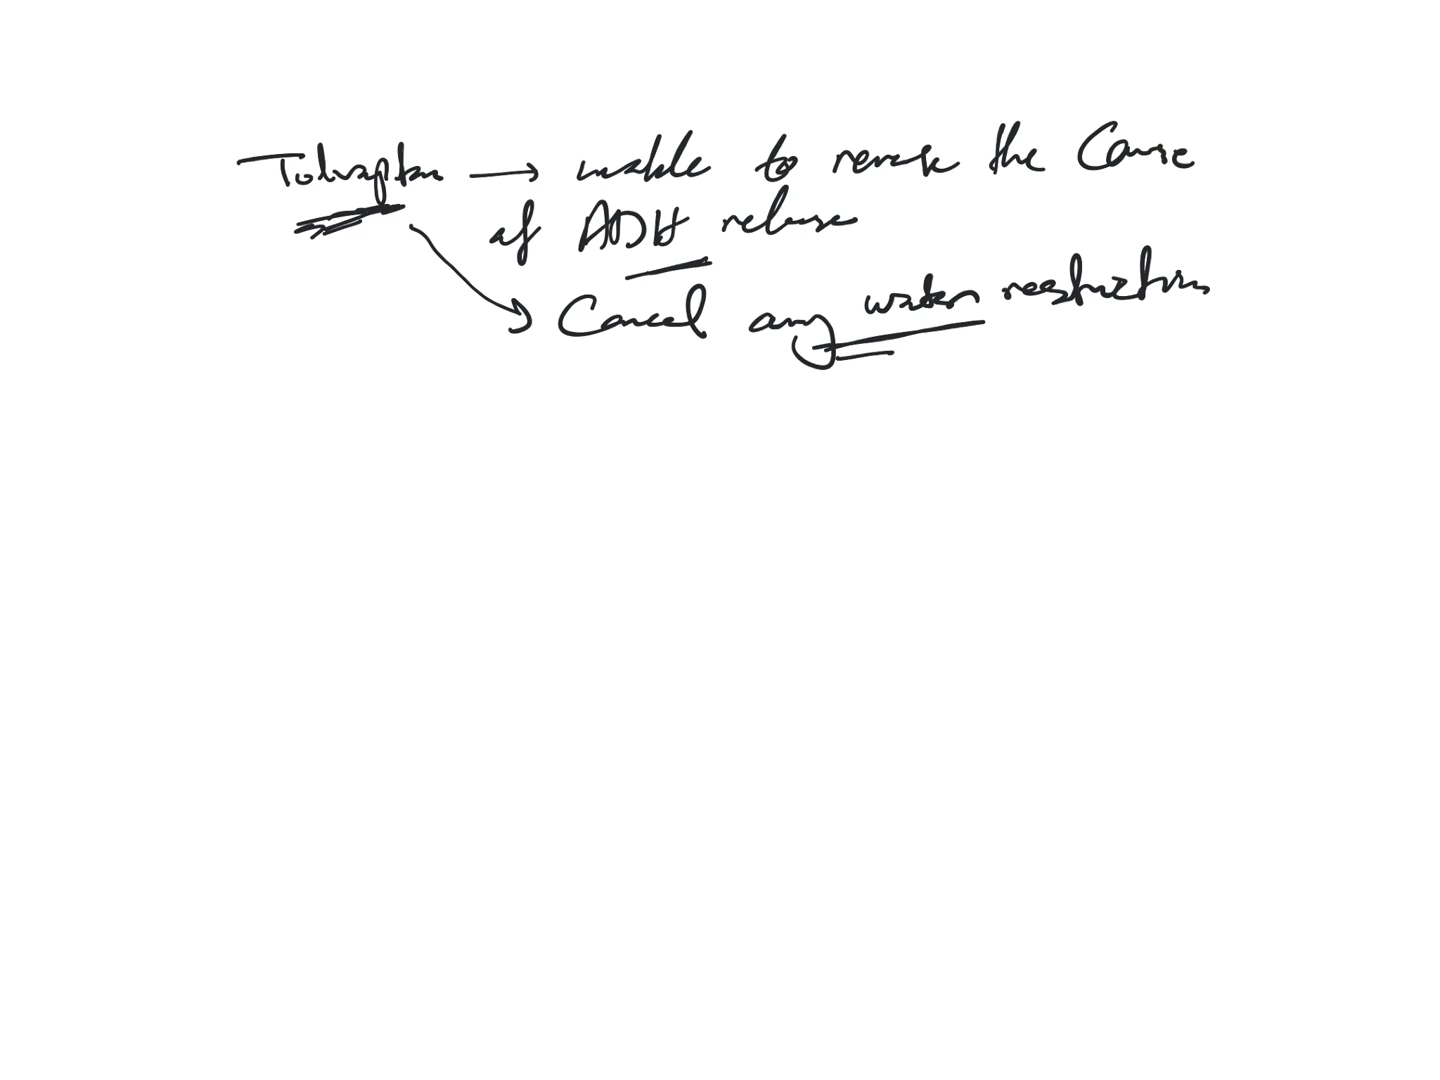 Tolvaptan → unable to reverse the Cause
of ADH release
→ Cancel any water restriction